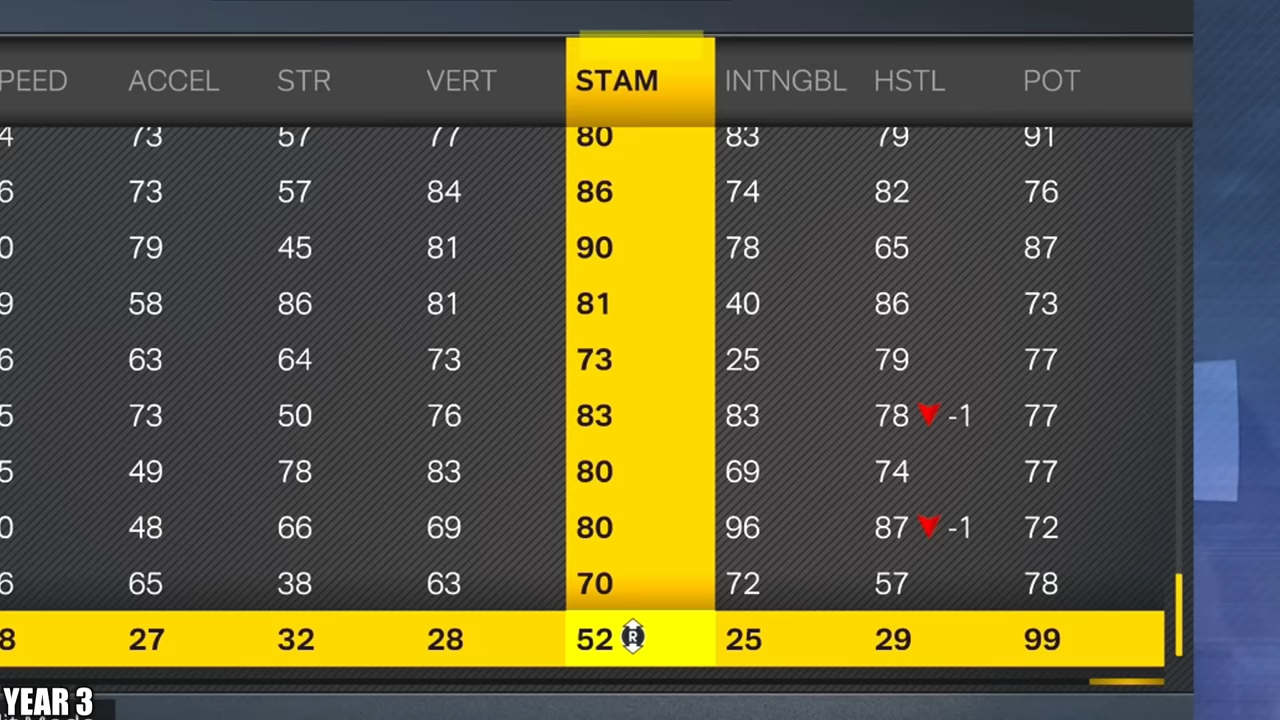 PEED ACCEL STR VERT STAM INTNGBL HSTL POT
4 73 57 77 80 83 79 91
6 73 57 84 86 74 82 76
0 79 45 81 90 78 65 87
9 58 86 81 81 40 86 73
6 63 64 73 73 25 79 77
5 73 50 76 83 83 78 -1 77
5 49 78 83 80 69 74 77
0 48 66 69 80 96 87 -1 72
6 65 38 63 70 72 57 78
8 27 32 28 52 R 25 29 99
YEAR 3